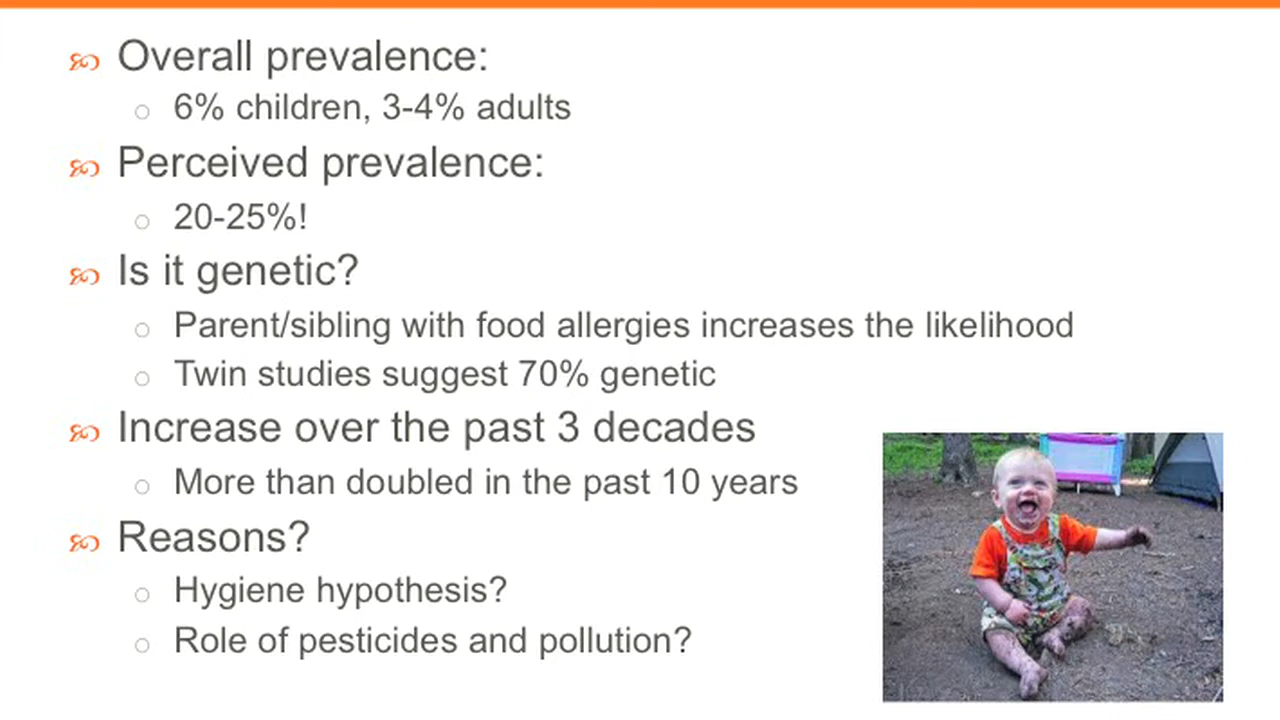 Overall prevalence:
6% children, 3-4% adults
Perceived prevalence:
20-25%!
Is it genetic?
Parent/sibling with food allergies increases the likelihood
Twin studies suggest 70% genetic
Increase over the past 3 decades
More than doubled in the past 10 years
Reasons?
Hygiene hypothesis?
Role of pesticides and pollution?